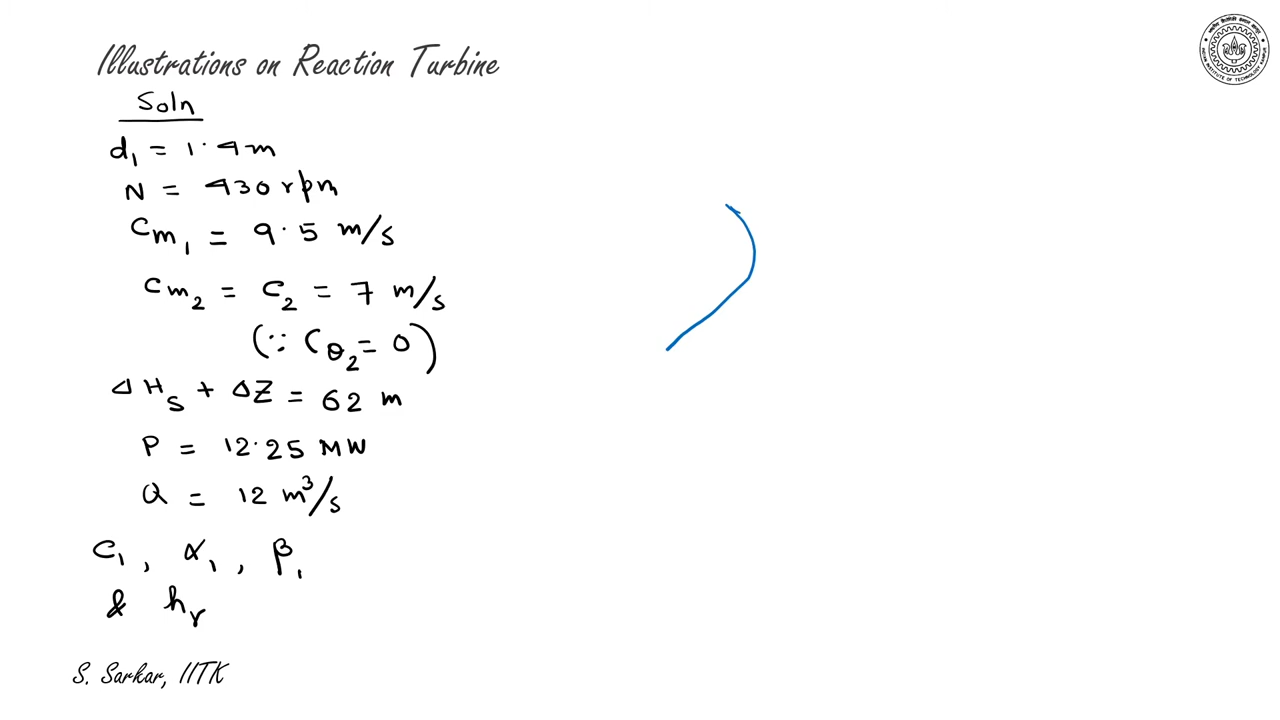 Illustrations on Reaction Turbine
Soln
d₁ = 1.4m
N = 430 rpm
Cm₁ = 9.5 m/s
Cm₂ = C₂ = 7 m/s
(∵ Cθ₂ = 0)
ΔHs + ΔZ = 62 m
P = 12.25 MW
Q = 12 m³/s
C₁, α₁, β₁
& hr
S. Sarkar, IITK